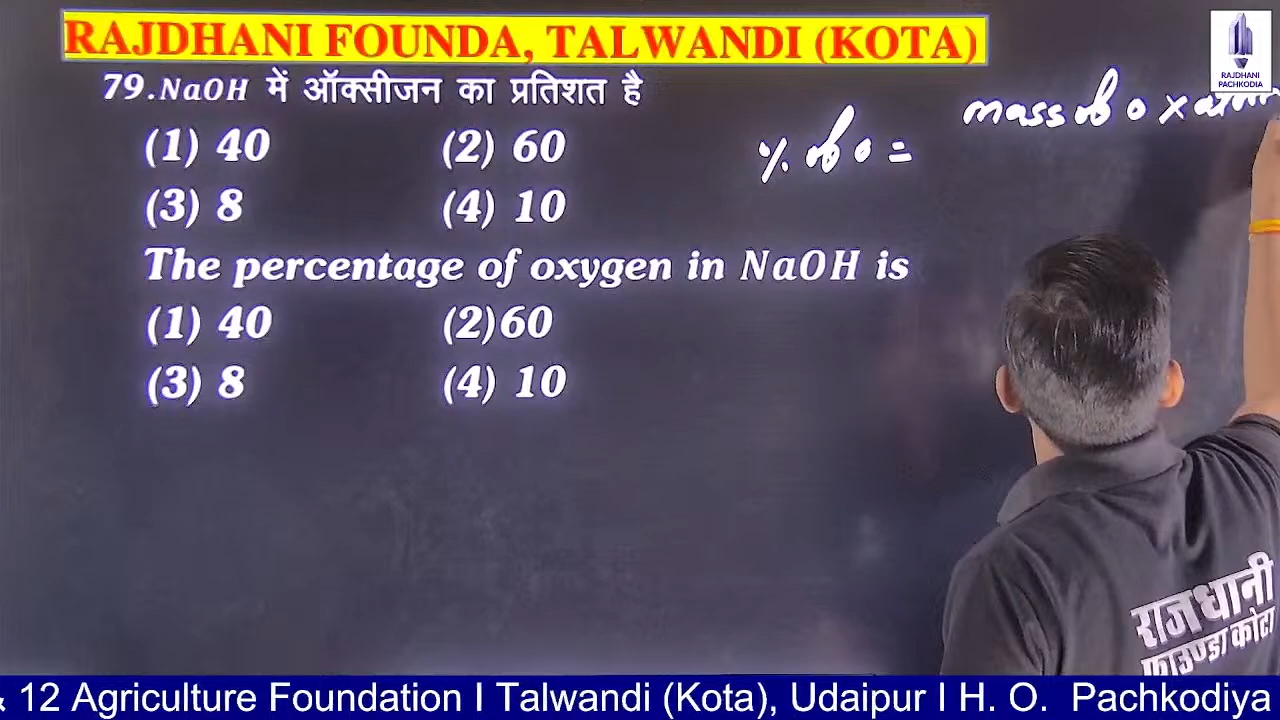 RAJDHANI FOUNDA, TALWANDI (KOTA)
RAJDHANI
PACHKODIA
79.NaOH में ऑक्सीजन का प्रतिशत है
(1) 40 (2) 60
(3) 8 (4) 10
The percentage of oxygen in NaOH is
(1) 40 (2)60
(3) 8 (4) 10
mass of o x
% of o =
राजधानी
फाउण्डा कोटा
& 12 Agriculture Foundation I Talwandi (Kota), Udaipur I H. O. Pachkodiya